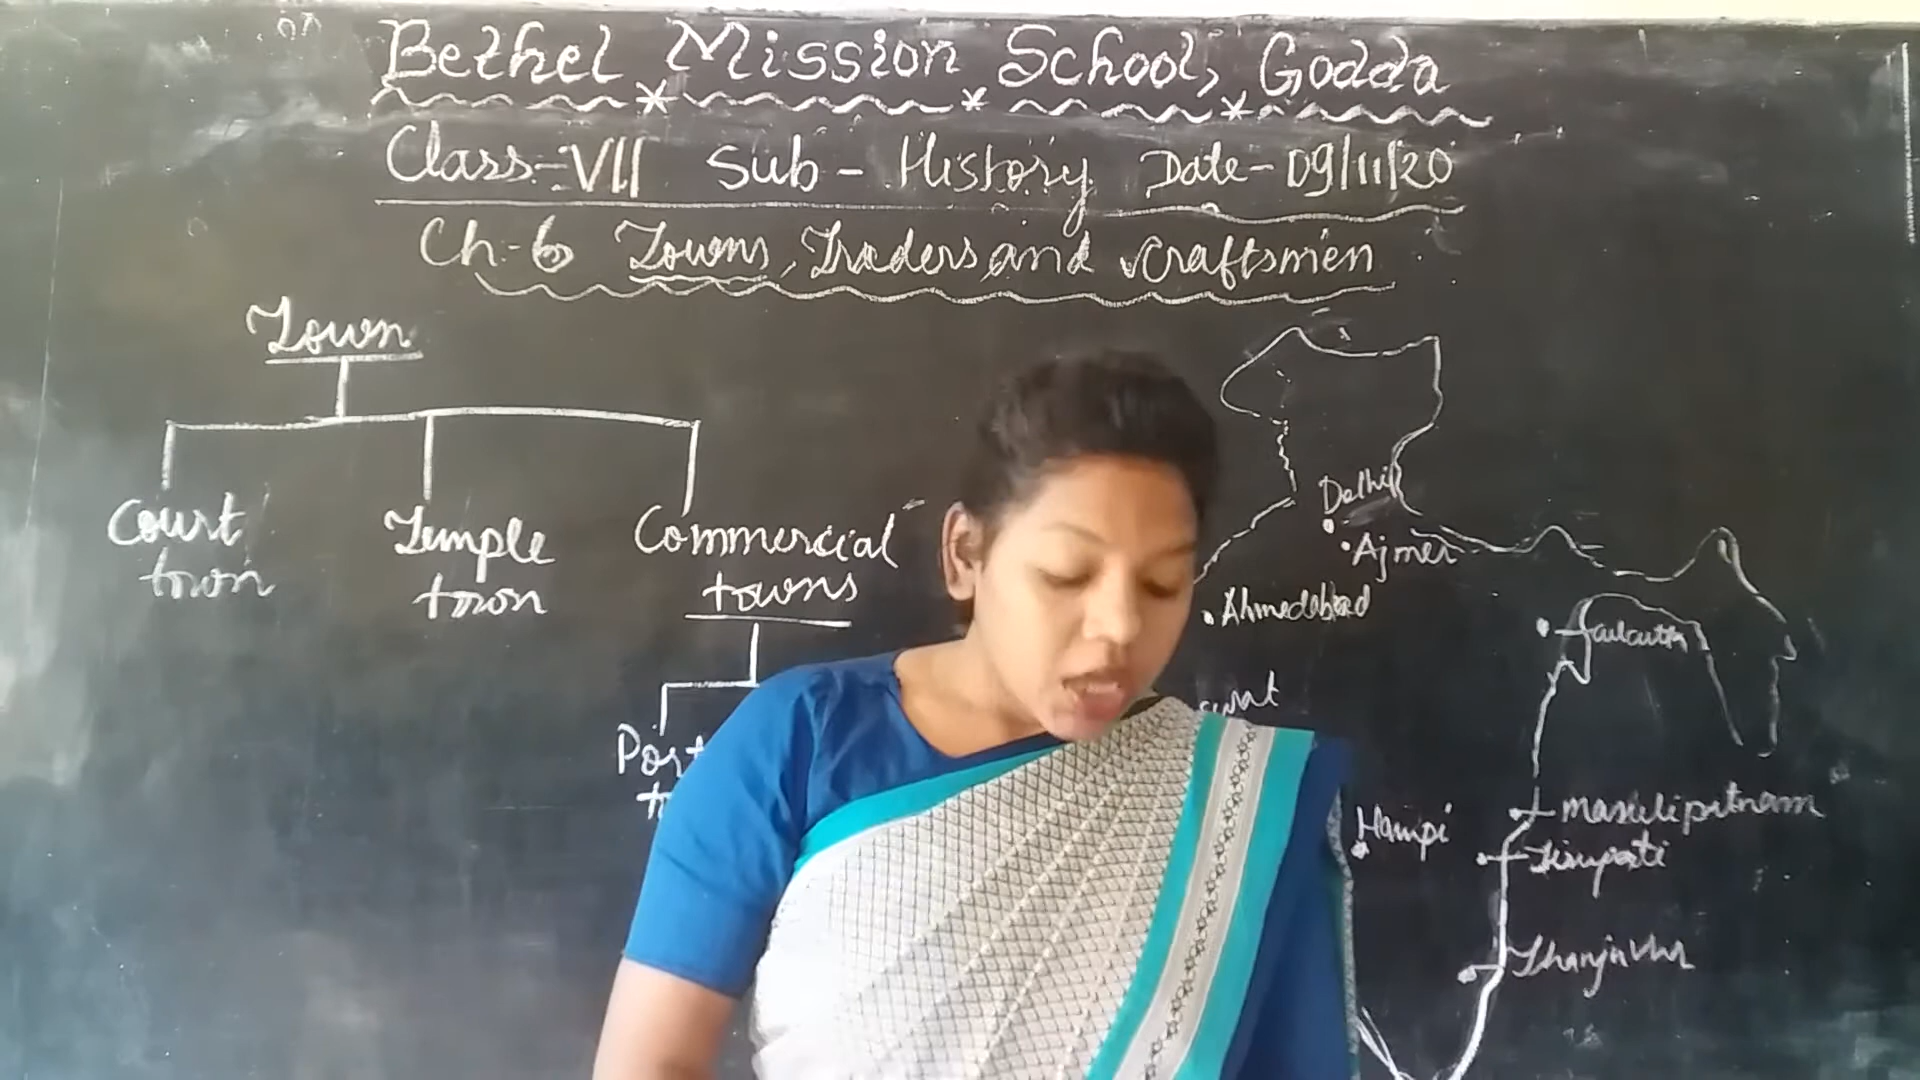 Bethel Mission School, Godda
Class-VII Sub - History Date - 09/11/20
Ch-6 Towns, Traders and Craftsmen
Town
Court
town
Temple
town
Commercial
towns
Port
Delhi
Ajmer
Ahmedabad
Calcutta
surat
Hampi
masulipatnam
Tirupati
Thanjavur